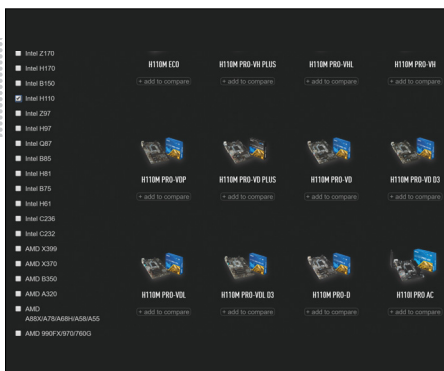 Intel Z170
Intel H170
Intel B150
Intel H110
Intel Z97
Intel H97
Intel Q87
Intel B85
Intel H81
Intel B75
Intel H61
Intel C236
Intel C232
AMD X399
AMD X370
AMD B350
AMD A320
AMD
A88X/A78/A68H/A58/A55
AMD 990FX/970/760G
H110M ECO
H110M PRO-VH PLUS
H110M PRO-VHL
H110M PRO-VH
+ add to compare
+ add to compare
+ add to compare
+ add to compare
H110M PRO-VDP
H110M PRO-VD PLUS
H110M PRO-VD
H110M PRO-VD D3
+ add to compare
+ add to compare
+ add to compare
+ add to compare
H110M PRO-VDL
H110M PRO-VDL D3
H110M PRO-D
H110I PRO AC
+ add to compare
+ add to compare
+ add to compare
+ add to compare